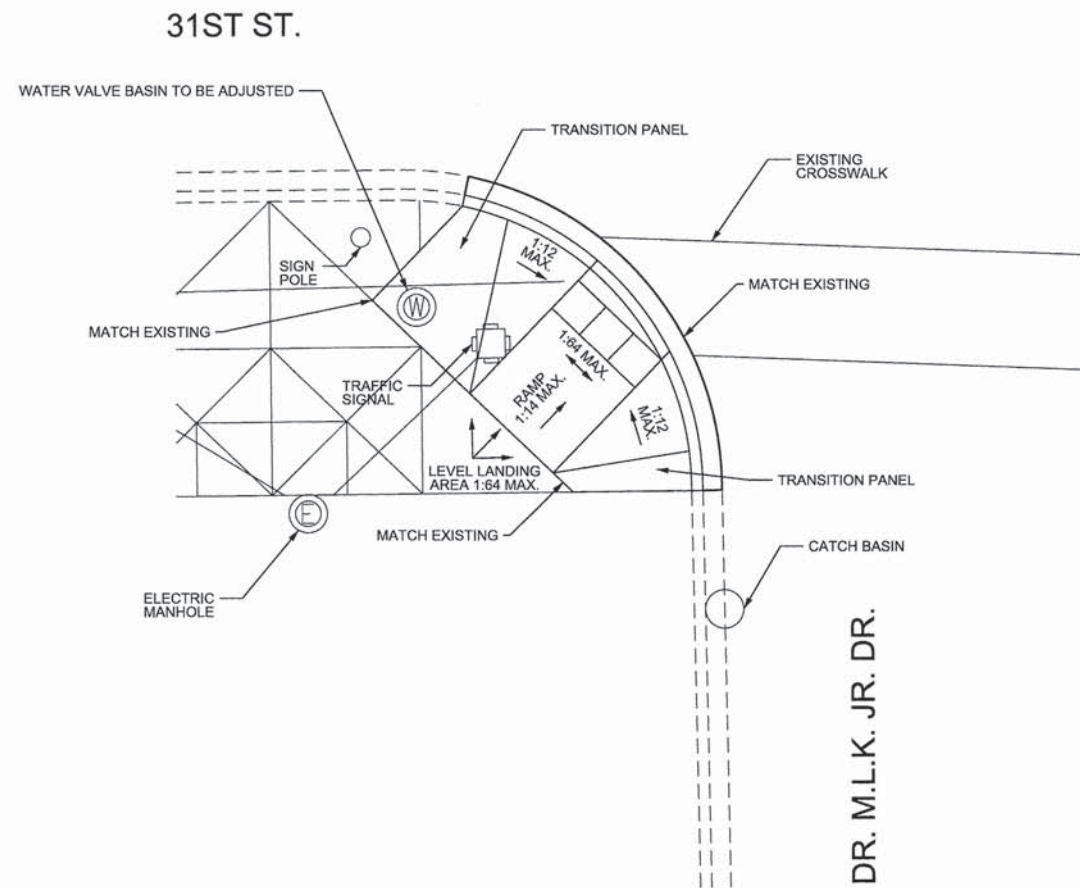 31ST ST.
WATER VALVE BASIN TO BE ADJUSTED
TRANSITION PANEL
EXISTING
CROSSWALK
1:12
MAX.
SIGN
POLE
W
MATCH EXISTING
MATCH EXISTING
1:64 MAX.
TRAFFIC
SIGNAL
RAMP
1:14 MAX.
1:12
MAX.
LEVEL LANDING
AREA 1:64 MAX.
TRANSITION PANEL
E
MATCH EXISTING
CATCH BASIN
ELECTRIC
MANHOLE
DR. M.L.K. JR. DR.